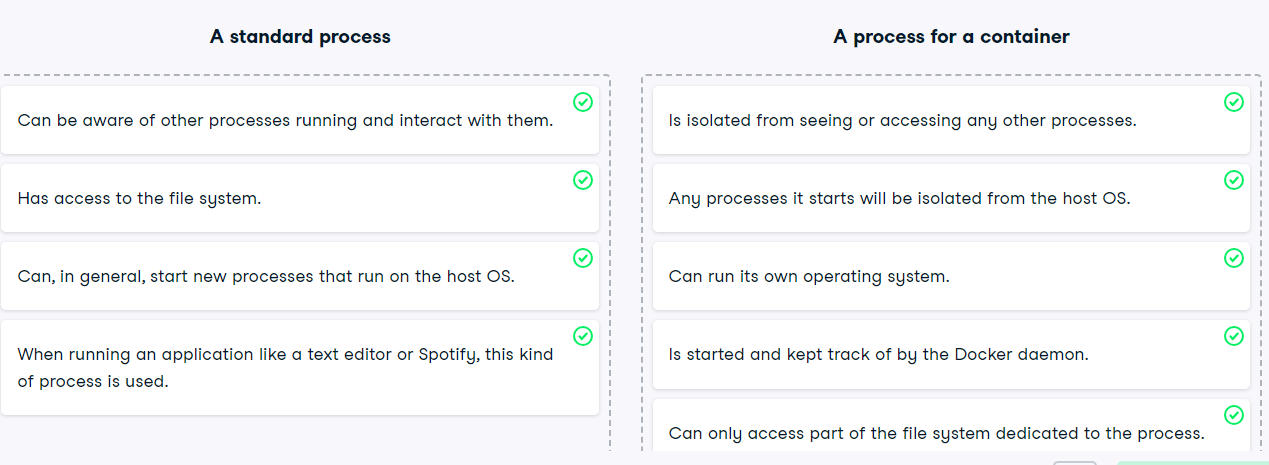 A standard process
Can be aware of other processes running and interact with them.
Has access to the file system.
Can, in general, start new processes that run on the host OS.
When running an application like a text editor or Spotify, this kind
of process is used.
A process for a container
Is isolated from seeing or accessing any other processes.
Any processes it starts will be isolated from the host OS.
Can run its own operating system.
Is started and kept track of by the Docker daemon.
Can only access part of the file system dedicated to the process.